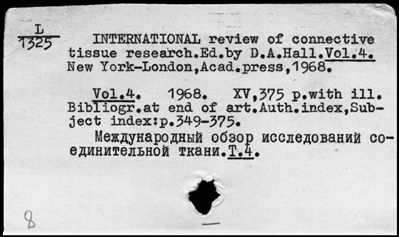 L
1325
INTERNATIONAL review of connective
tissue research.Ed.by D.A.Hall.Vol.4.
New York-London,Acad.press,1968.
Vol.4. 1968. XV,375 p.with ill.
Bibliogr.at end of art.Auth.index,Sub-
ject index:p.349-375.
Международный обзор исследований со-
единительной ткани.Т.4.
8